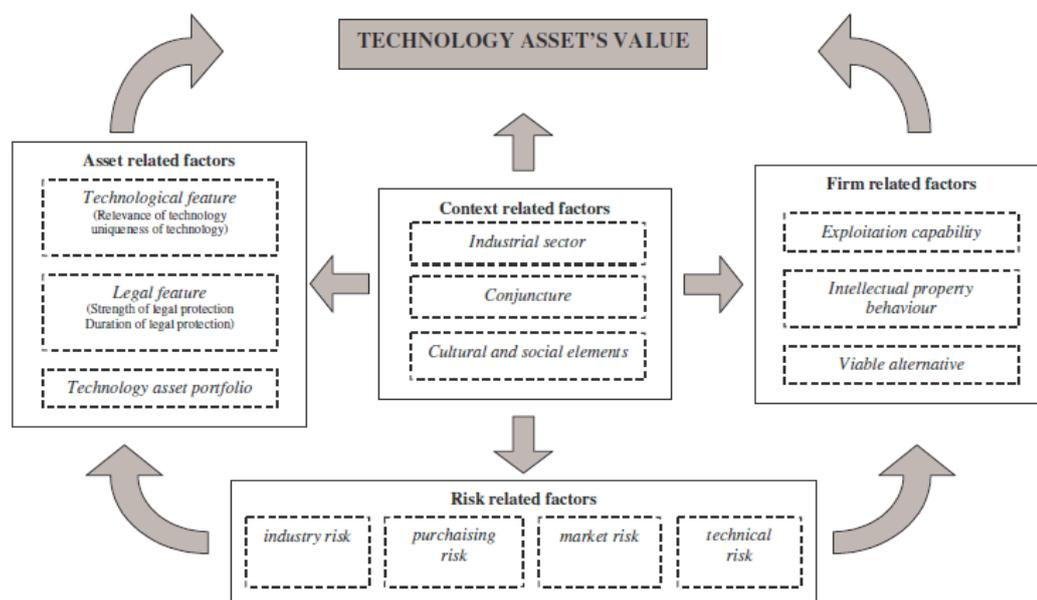 TECHNOLOGY ASSET'S VALUE
Asset related factors
Technological feature
(Relevance of technology
uniqueness of technology)
Legal feature
(Strength of legal protection
Duration of legal protection)
Technology asset portfolio
Context related factors
Industrial sector
Conjuncture
Cultural and social elements
Firm related factors
Exploitation capability
Intellectual property
behaviour
Viable alternative
Risk related factors
industry risk
purchaising
risk
market risk
technical
risk